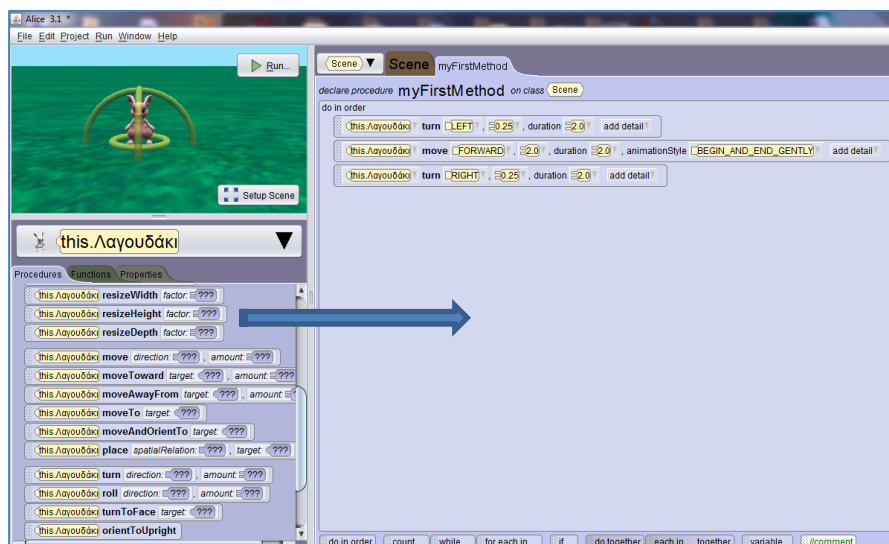 Alice 3.1 *
File Edit Project Run Window Help
Run...
Setup Scene
this.Λαγουδάκι
Procedures Functions Properties
this.Λαγουδάκι resizeWidth factor: ???
this.Λαγουδάκι resizeHeight factor: ???
this.Λαγουδάκι resizeDepth factor: ???
this.Λαγουδάκι move direction: ??? , amount: ???
this.Λαγουδάκι moveToward target: ??? , amount: ???
this.Λαγουδάκι moveAwayFrom target: ??? , amount:
this.Λαγουδάκι moveTo target: ???
this.Λαγουδάκι moveAndOrientTo target: ???
this.Λαγουδάκι place spatialRelation: ??? , target: ???
this.Λαγουδάκι turn direction: ??? , amount: ???
this.Λαγουδάκι roll direction: ??? , amount: ???
this.Λαγουδάκι turnToFace target: ???
this.Λαγουδάκι orientToUpright
Scene Scene myFirstMethod
declare procedure myFirstMethod on class Scene
do in order
this.Λαγουδάκι turn LEFT , 0.25 , duration 2.0 add detail
this.Λαγουδάκι move FORWARD , 2.0 , duration 2.0 , animationStyle BEGIN_AND_END_GENTLY add detail
this.Λαγουδάκι turn RIGHT , 0.25 , duration 2.0 add detail
do in order count while for each in if do together each in together variable //comment